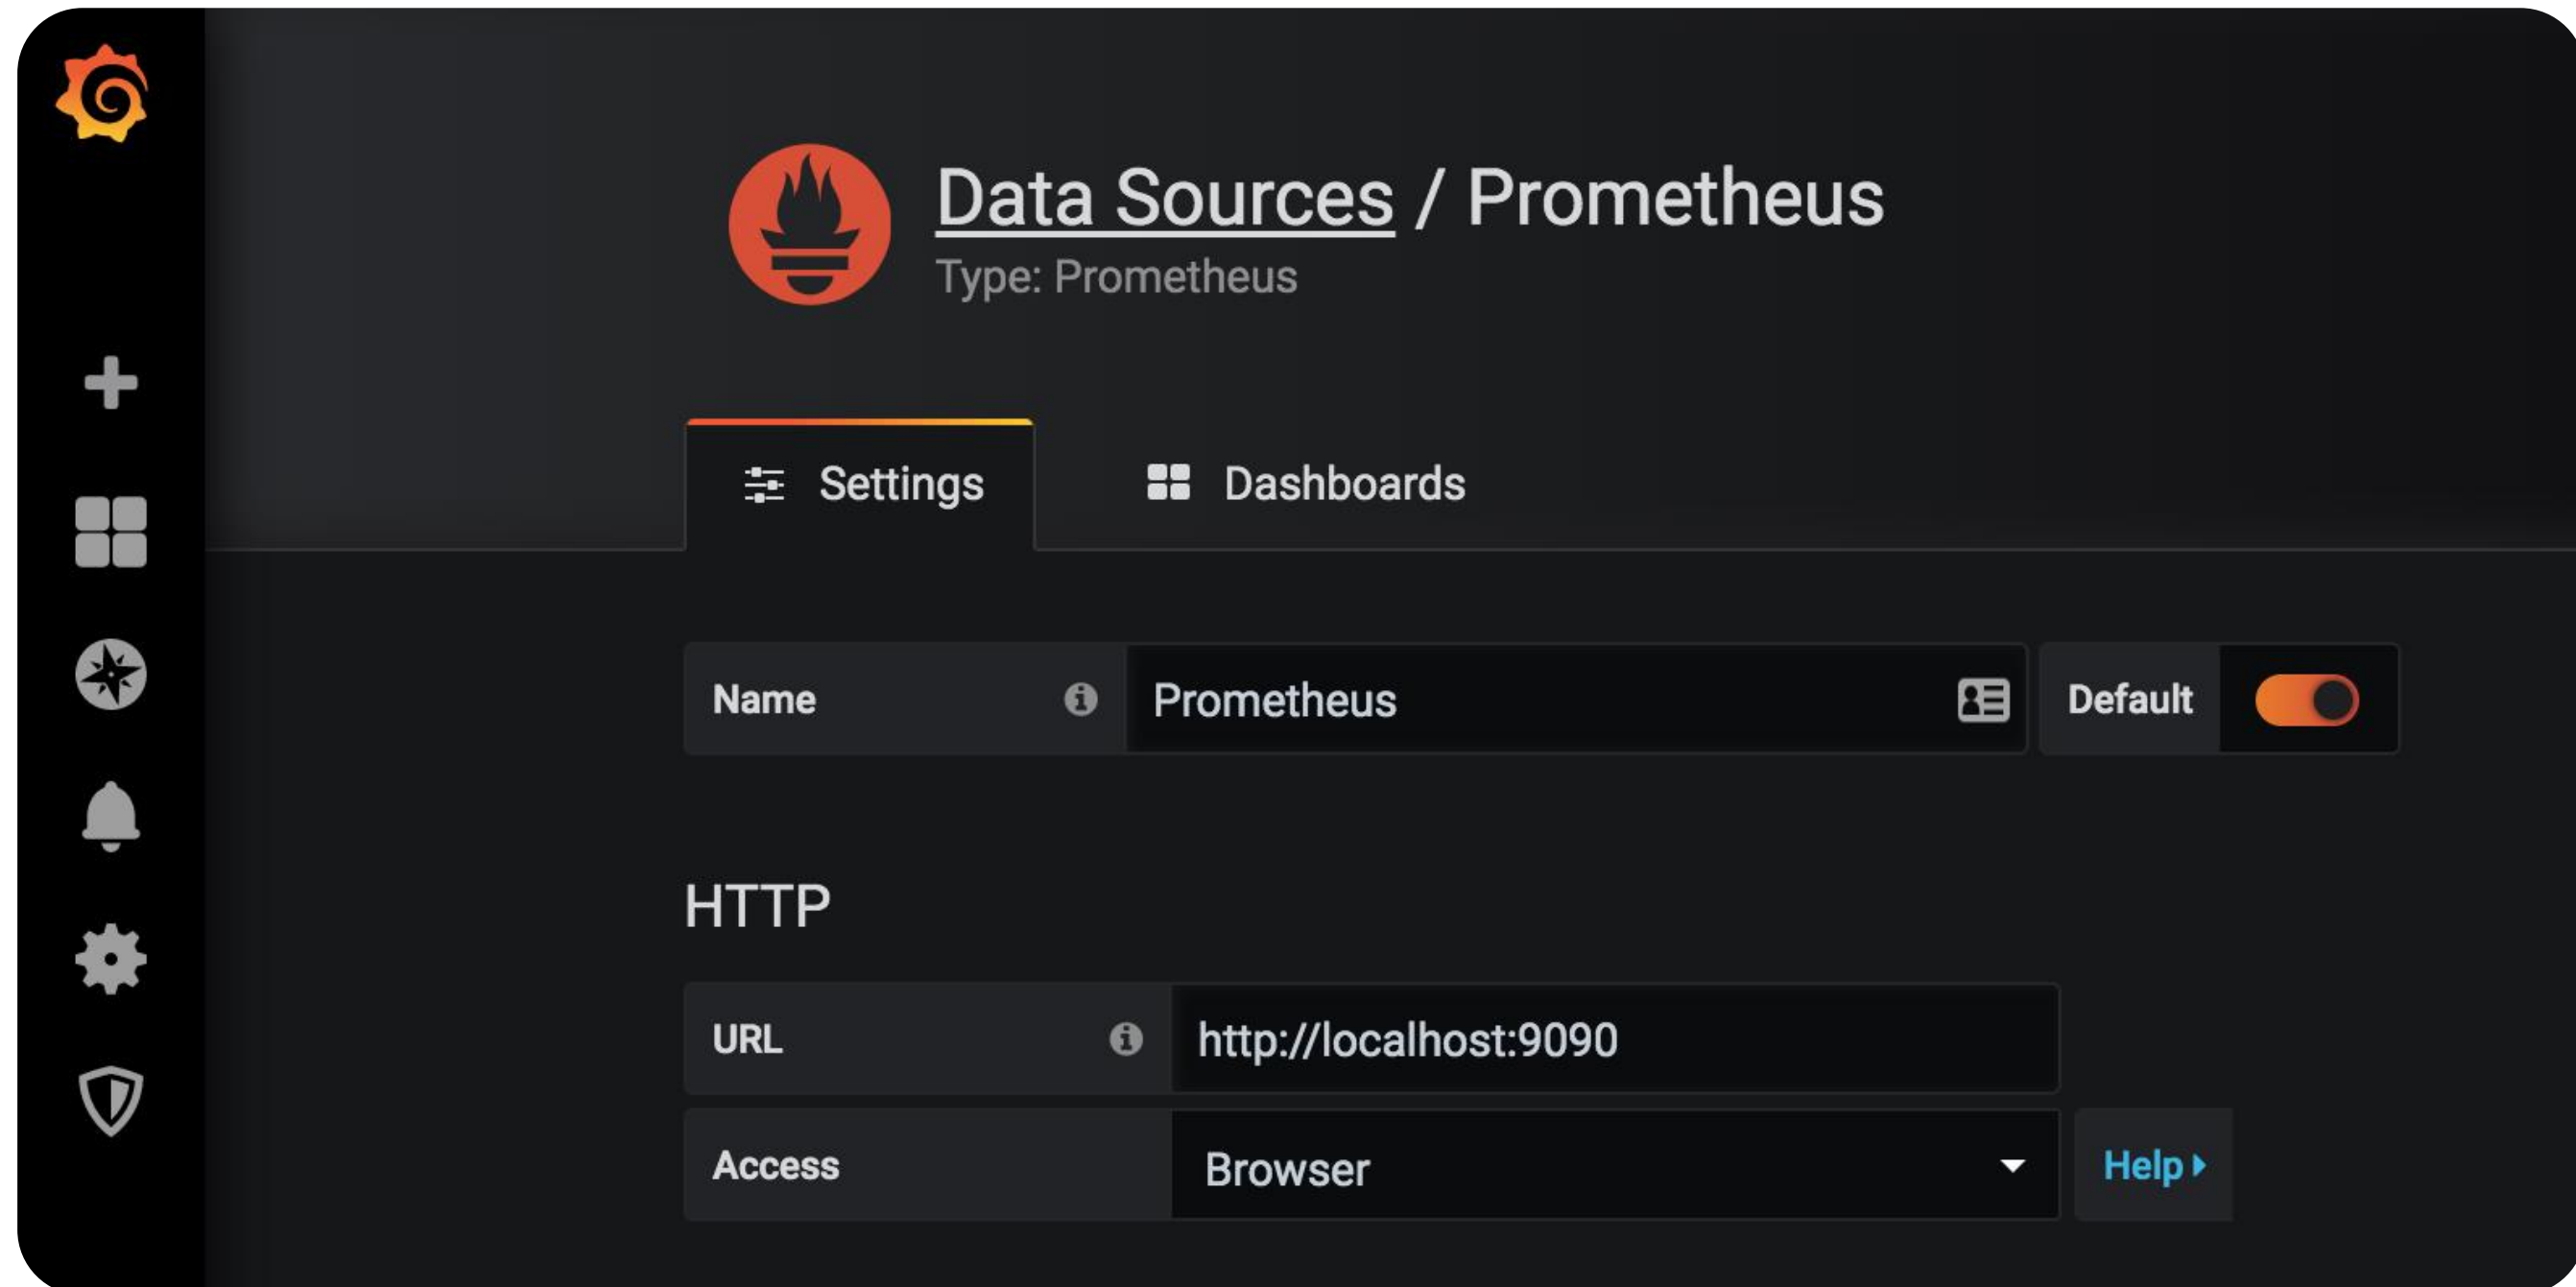 Data Sources / Prometheus
Type: Prometheus
Settings Dashboards
Name Prometheus Default
HTTP
URL http://localhost:9090
Access Browser Help